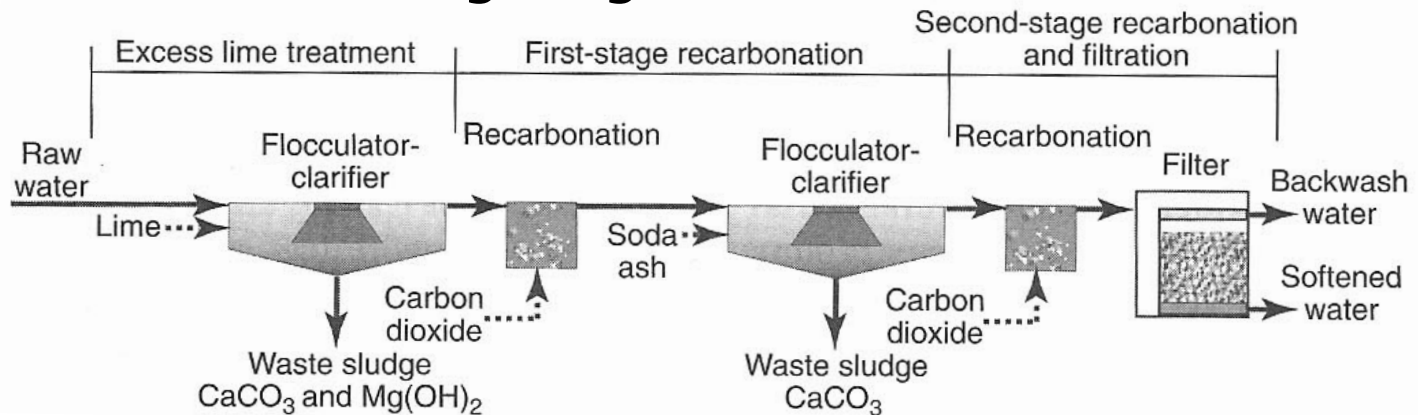 Excess lime treatment
First-stage recarbonation
Second-stage recarbonation
and filtration
Raw
water
Lime
Flocculator-
clarifier
Waste sludge
CaCO₃ and Mg(OH)₂
Recarbonation
Carbon
dioxide
Soda
ash
Flocculator-
clarifier
Waste sludge
CaCO₃
Recarbonation
Carbon
dioxide
Filter
Backwash
water
Softened
water